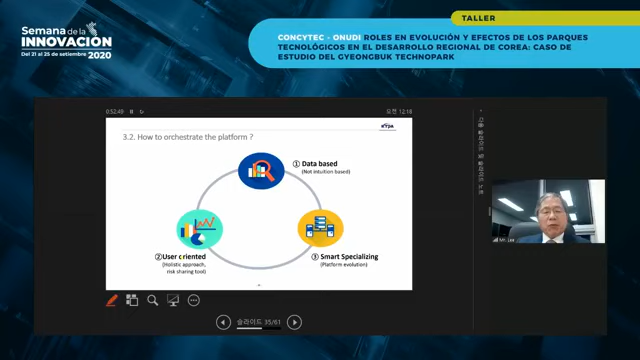 Semana de la
INNOVACIÓN
Del 21 al 25 de setiembre 2020
TALLER
CONCYTEC - ONUDI ROLES EN EVOLUCIÓN Y EFECTOS DE LOS PARQUES
TECNOLÓGICOS EN EL DESARROLLO REGIONAL DE COREA: CASO DE
ESTUDIO DEL GYEONGBUK TECHNOPARK
0:52:49
오전 12:18
3.2. How to orchestrate the platform ?
① Data based
(Not intuition based)
②User oriented
(Holistic approach,
risk sharing tool)
③ Smart Specializing
(Platform evolution)
Mr. Lee
슬라이드 35/61